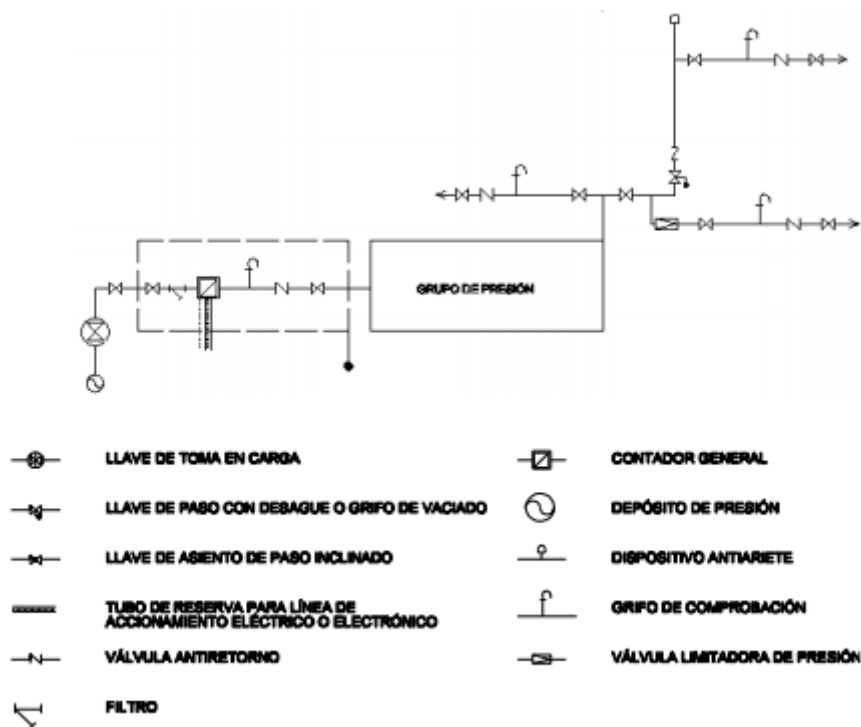 GRUPO DE PRESIÓN
LLAVE DE TOMA EN CARGA
LLAVE DE PASO CON DESAGUE O GRIFO DE VACIADO
LLAVE DE ASIENTO DE PASO INCLINADO
TUBO DE RESERVA PARA LÍNEA DE
ACCIONAMIENTO ELÉCTRICO O ELECTRÓNICO
VÁLVULA ANTIRETORNO
FILTRO
CONTADOR GENERAL
DEPÓSITO DE PRESIÓN
DISPOSITIVO ANTIARIETE
GRIFO DE COMPROBACIÓN
VÁLVULA LIMITADORA DE PRESIÓN